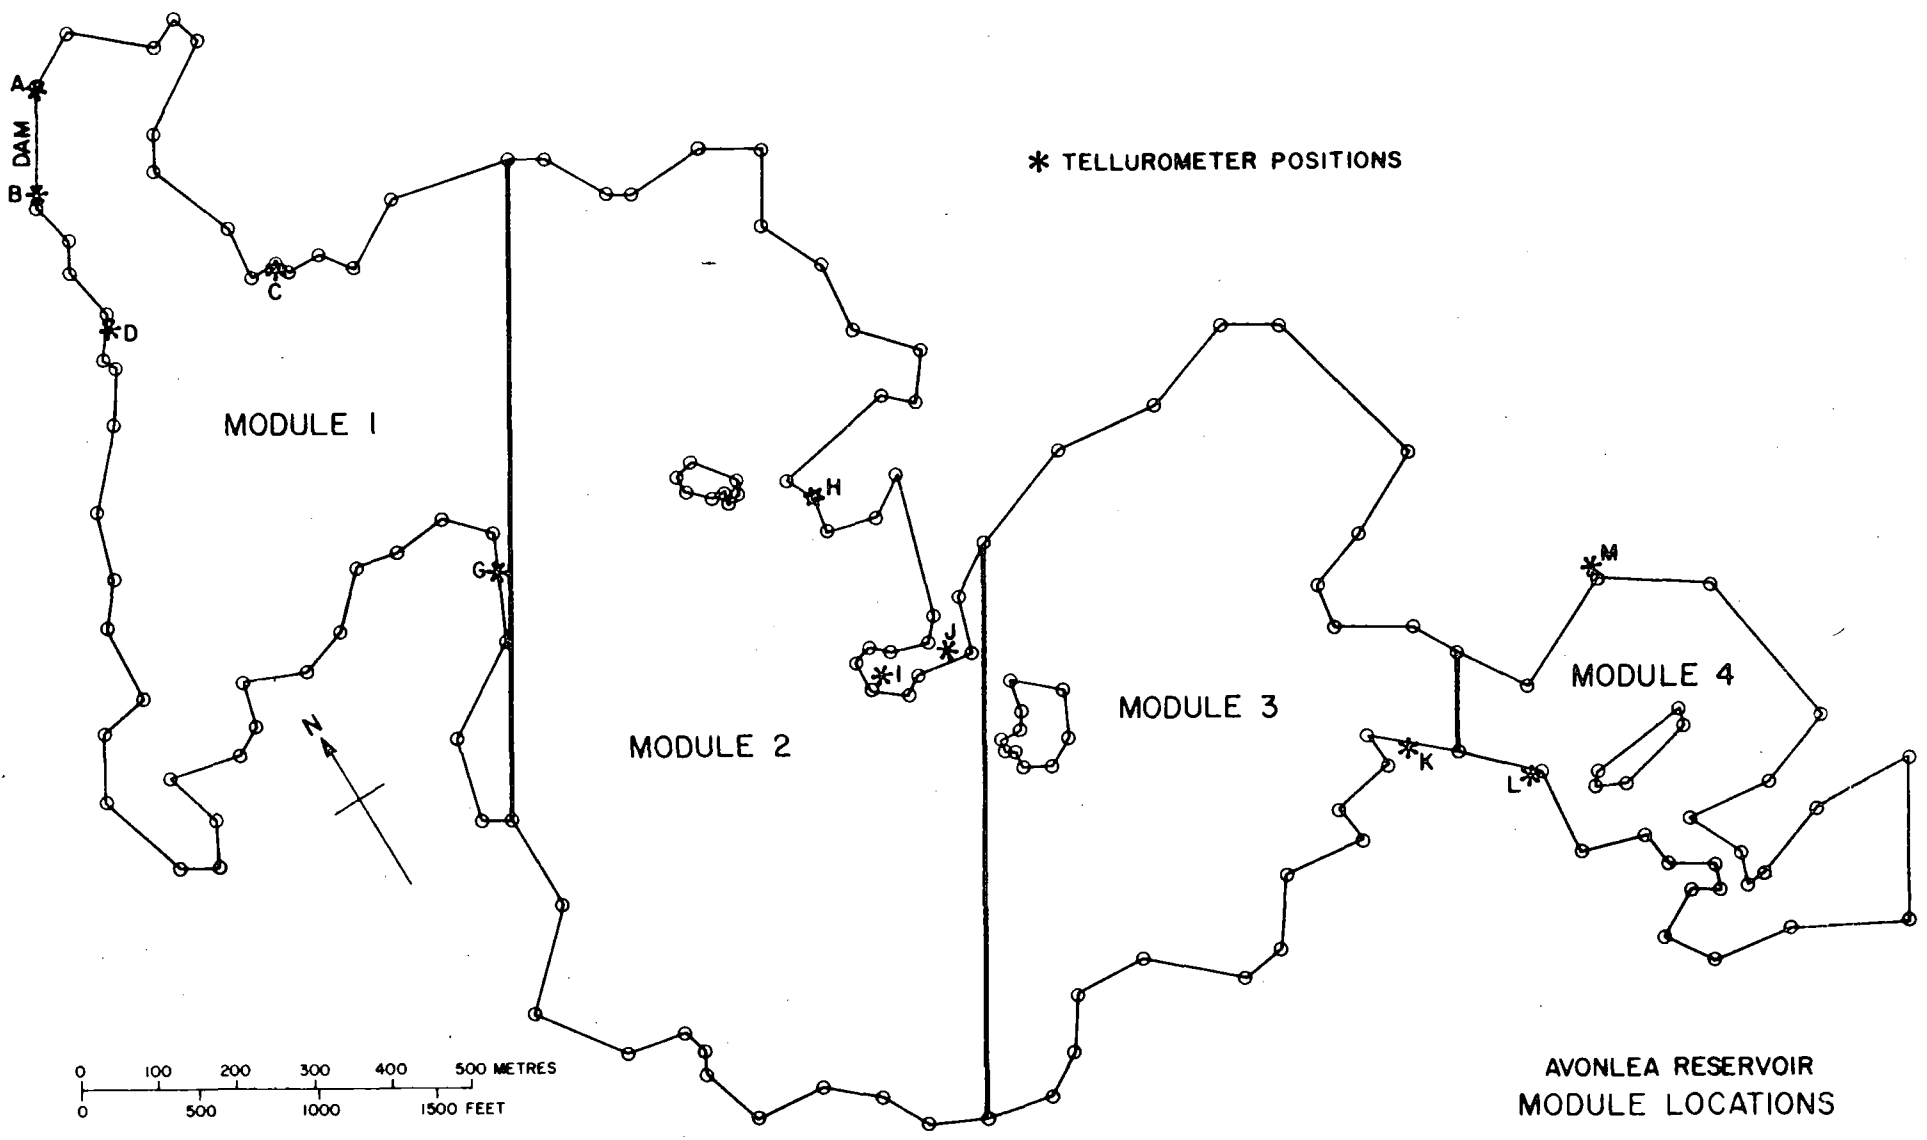 A
DAM
B
* TELLUROMETER POSITIONS
C
D
MODULE 1
H
G
M
J
I
MODULE 4
MODULE 3
N
MODULE 2
K
L
0 100 200 300 400 500 METRES
0 500 1000 1500 FEET
AVONLEA RESERVOIR
MODULE LOCATIONS